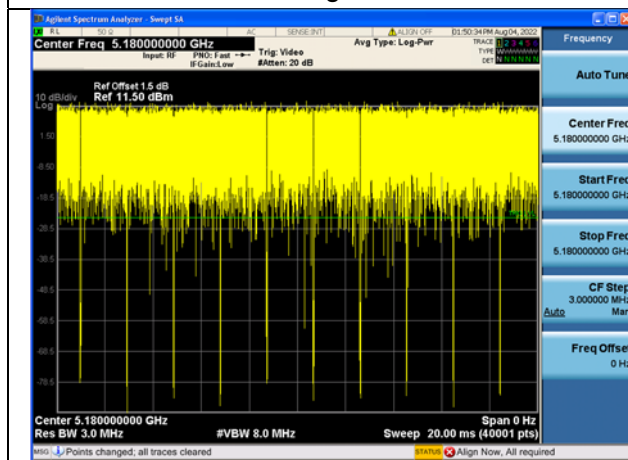 Agilent Spectrum Analyzer - Swept SA
RL 50 Ω AC SENSE:INT ALIGN OFF 01:50:34 PM Aug 04, 2022
Center Freq 5.180000000 GHz
Input: RF PNO: Fast IFGain:Low
Trig: Video
#Atten: 20 dB
Avg Type: Log-Pwr
TRACE 1 2 3 4 5 6
TYPE W
DET N N N N N N
Ref Offset 1.5 dB
10 dB/div Ref 11.50 dBm
Log
1.50
-8.50
-18.5
-28.5
-38.5
-48.5
-58.5
-68.5
-78.5
Center 5.180000000 GHz Span 0 Hz
Res BW 3.0 MHz #VBW 8.0 MHz Sweep 20.00 ms (40001 pts)
MSG Points changed; all traces cleared STATUS Align Now, All required
Frequency
Auto Tune
Center Freq
5.180000000 GHz
Start Freq
5.180000000 GHz
Stop Freq
5.180000000 GHz
CF Step
3.000000 MHz
Auto Man
Freq Offset
0 Hz